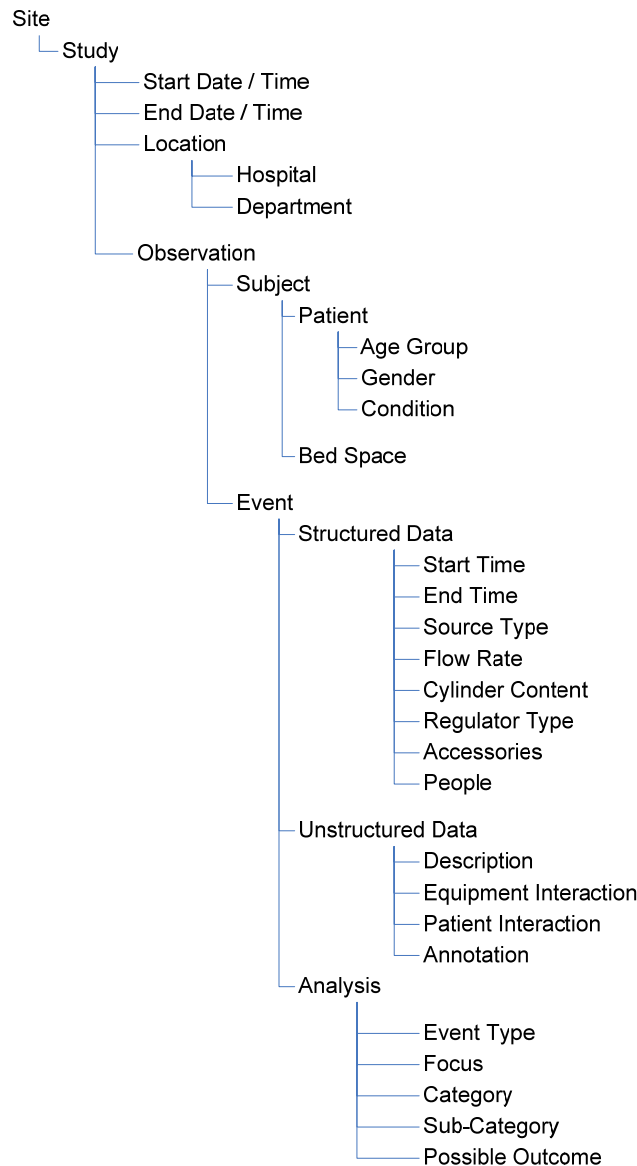 Site
Study
Start Date / Time
End Date / Time
Location
Hospital
Department
Observation
Subject
Patient
Age Group
Gender
Condition
Bed Space
Event
Structured Data
Start Time
End Time
Source Type
Flow Rate
Cylinder Content
Regulator Type
Accessories
People
Unstructured Data
Description
Equipment Interaction
Patient Interaction
Annotation
Analysis
Event Type
Focus
Category
Sub-Category
Possible Outcome